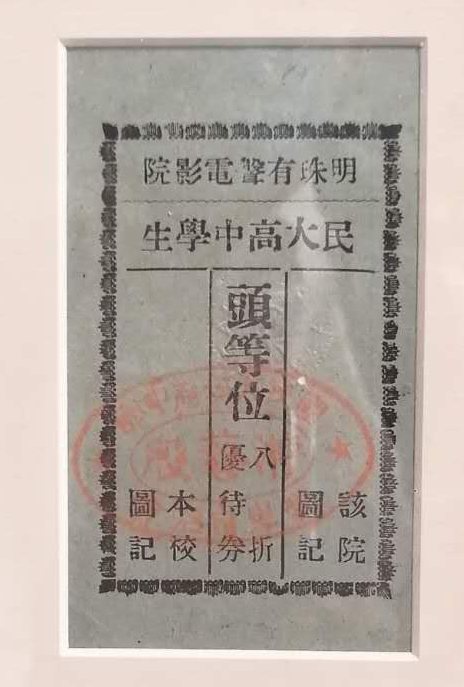 明珠有聲電影院
民大高中學生
該院圖記
頭等位
八折優待券
本校圖記